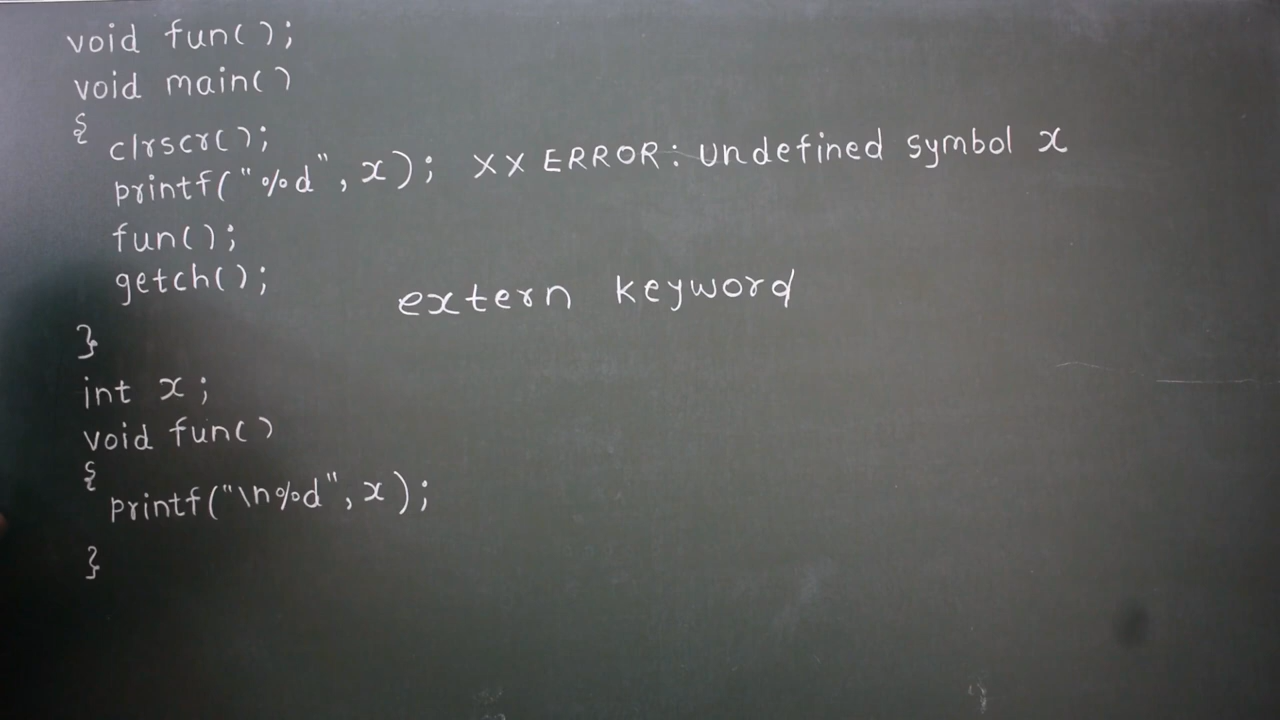 void fun();
void main()
{
clrscr();
printf("%d", x); XX ERROR: Undefined symbol x
fun();
getch();
extern keyword
}
int x;
void fun()
{
printf("\n%d", x);
}